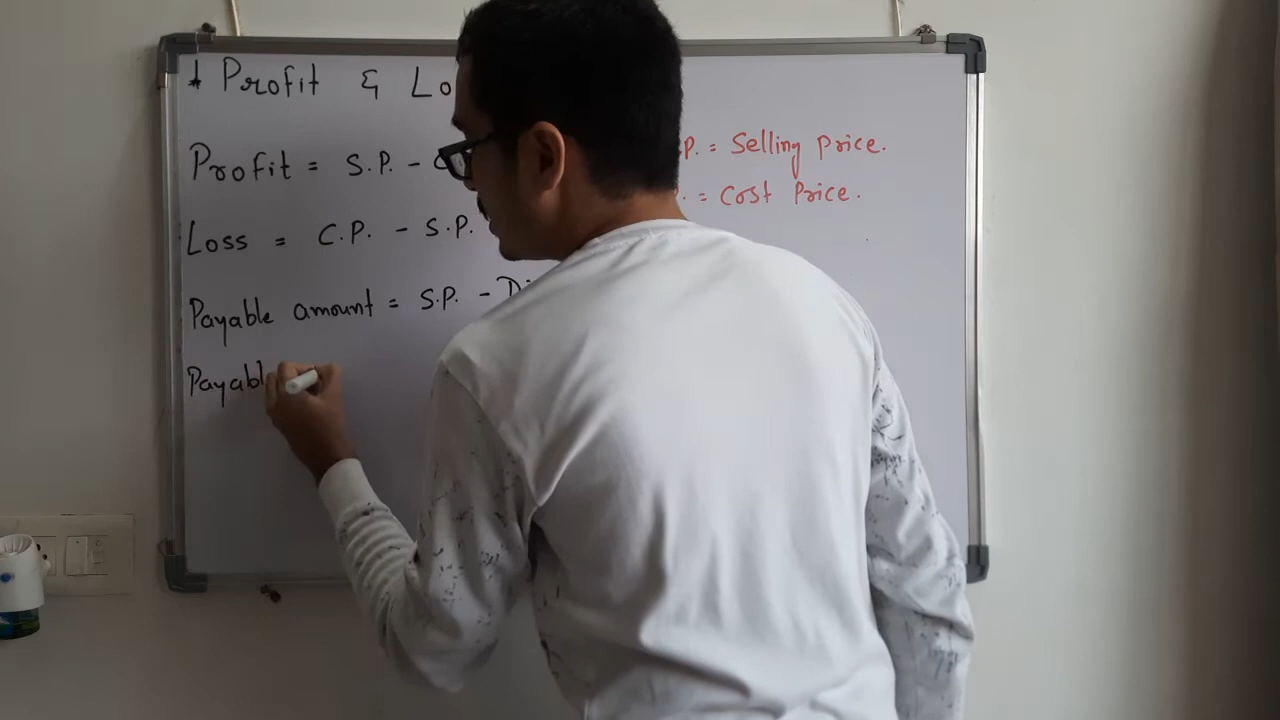 * Profit & Lo
Profit = S.P. - C
P. = Selling Price.
. = Cost Price.
Loss = C.P. - S.P.
Payable amount = S.P. - Di
Payabl